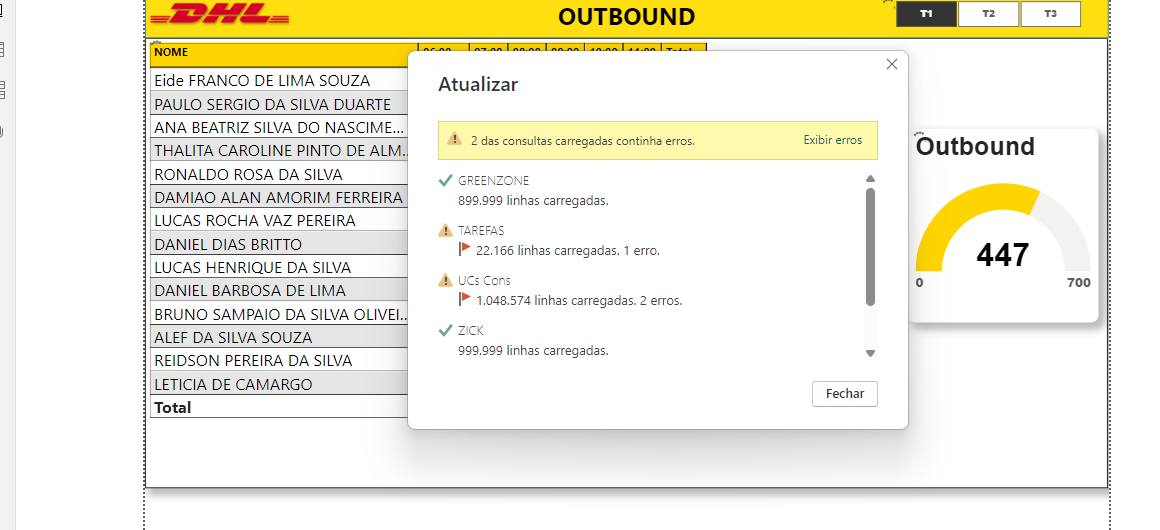 DHL
OUTBOUND
T1 T2 T3
NOME 06:00 07:00 08:00 09:00 10:00 11:00 Total
Eide FRANCO DE LIMA SOUZA
PAULO SERGIO DA SILVA DUARTE
ANA BEATRIZ SILVA DO NASCIME...
THALITA CAROLINE PINTO DE ALM...
RONALDO ROSA DA SILVA
DAMIAO ALAN AMORIM FERREIRA
LUCAS ROCHA VAZ PEREIRA
DANIEL DIAS BRITTO
LUCAS HENRIQUE DA SILVA
DANIEL BARBOSA DE LIMA
BRUNO SAMPAIO DA SILVA OLIVEI...
ALEF DA SILVA SOUZA
REIDSON PEREIRA DA SILVA
LETICIA DE CAMARGO
Total
Atualizar
2 das consultas carregadas continha erros. Exibir erros
GREENZONE
899.999 linhas carregadas.
TAREFAS
22.166 linhas carregadas. 1 erro.
UCs Cons
1.048.574 linhas carregadas. 2 erros.
ZICK
999.999 linhas carregadas.
Fechar
Outbound
447
0 700